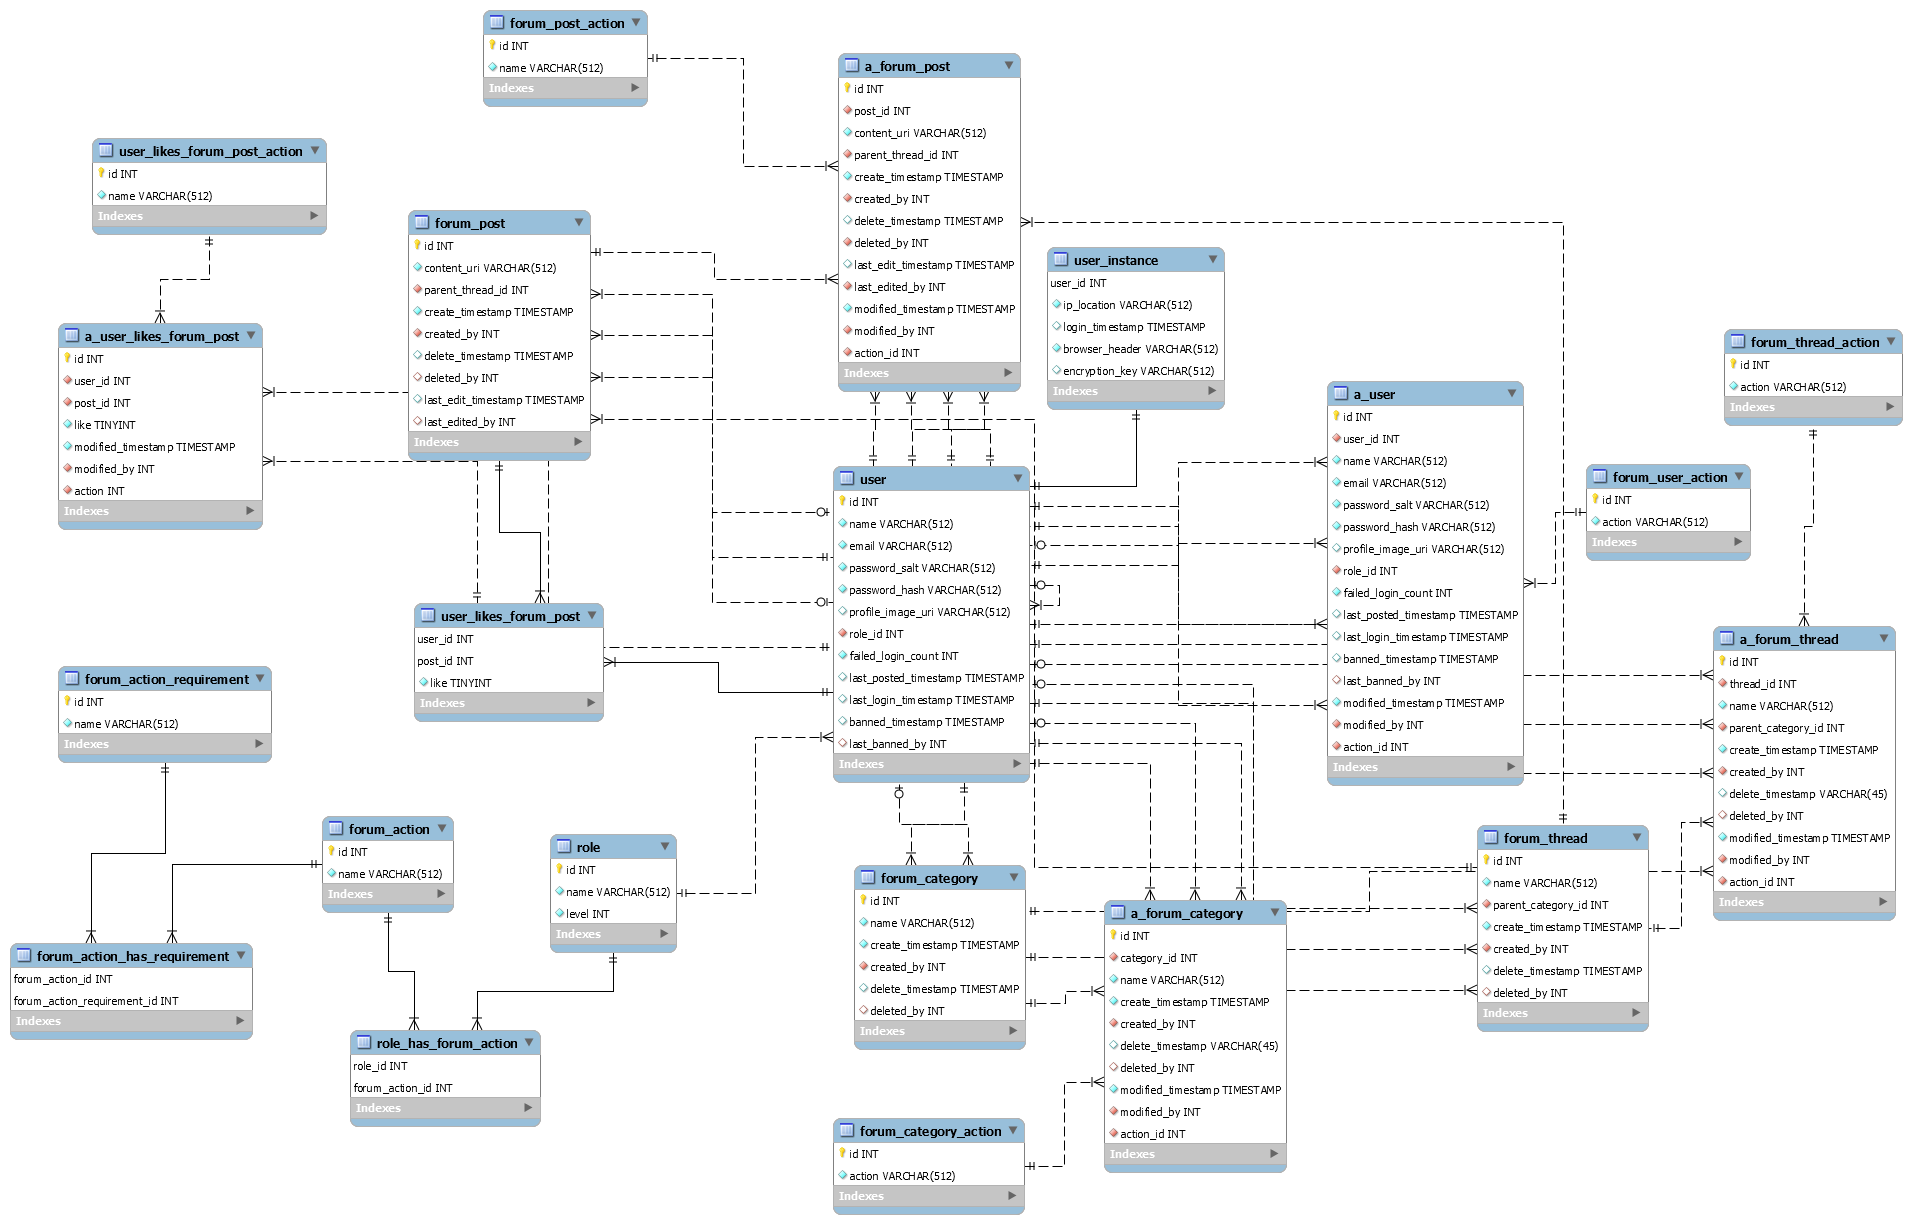 forum_post_action
id INT
name VARCHAR(512)
Indexes
a_forum_post
id INT
post_id INT
content_uri VARCHAR(512)
parent_thread_id INT
create_timestamp TIMESTAMP
created_by INT
delete_timestamp TIMESTAMP
deleted_by INT
last_edit_timestamp TIMESTAMP
last_edited_by INT
modified_timestamp TIMESTAMP
modified_by INT
action_id INT
Indexes
user_likes_forum_post_action
id INT
name VARCHAR(512)
Indexes
forum_post
id INT
content_uri VARCHAR(512)
parent_thread_id INT
create_timestamp TIMESTAMP
created_by INT
delete_timestamp TIMESTAMP
deleted_by INT
last_edit_timestamp TIMESTAMP
last_edited_by INT
Indexes
user_instance
user_id INT
ip_location VARCHAR(512)
login_timestamp TIMESTAMP
browser_header VARCHAR(512)
encryption_key VARCHAR(512)
Indexes
a_user_likes_forum_post
id INT
user_id INT
post_id INT
like TINYINT
modified_timestamp TIMESTAMP
modified_by INT
action INT
Indexes
forum_thread_action
id INT
action VARCHAR(512)
Indexes
a_user
id INT
user_id INT
name VARCHAR(512)
email VARCHAR(512)
password_salt VARCHAR(512)
password_hash VARCHAR(512)
profile_image_uri VARCHAR(512)
role_id INT
failed_login_count INT
last_posted_timestamp TIMESTAMP
last_login_timestamp TIMESTAMP
banned_timestamp TIMESTAMP
last_banned_by INT
modified_timestamp TIMESTAMP
modified_by INT
action_id INT
Indexes
forum_user_action
id INT
action VARCHAR(512)
Indexes
user
id INT
name VARCHAR(512)
email VARCHAR(512)
password_salt VARCHAR(512)
password_hash VARCHAR(512)
profile_image_uri VARCHAR(512)
role_id INT
failed_login_count INT
last_posted_timestamp TIMESTAMP
last_login_timestamp TIMESTAMP
banned_timestamp TIMESTAMP
last_banned_by INT
Indexes
user_likes_forum_post
user_id INT
post_id INT
like TINYINT
Indexes
a_forum_thread
id INT
thread_id INT
name VARCHAR(512)
parent_category_id INT
create_timestamp TIMESTAMP
created_by INT
delete_timestamp VARCHAR(45)
deleted_by INT
modified_timestamp TIMESTAMP
modified_by INT
action_id INT
Indexes
forum_action_requirement
id INT
name VARCHAR(512)
Indexes
forum_action
id INT
name VARCHAR(512)
Indexes
role
id INT
name VARCHAR(512)
level INT
Indexes
forum_thread
id INT
name VARCHAR(512)
parent_category_id INT
create_timestamp TIMESTAMP
created_by INT
delete_timestamp TIMESTAMP
deleted_by INT
Indexes
forum_category
id INT
name VARCHAR(512)
create_timestamp TIMESTAMP
created_by INT
delete_timestamp TIMESTAMP
deleted_by INT
Indexes
a_forum_category
id INT
category_id INT
name VARCHAR(512)
create_timestamp TIMESTAMP
created_by INT
delete_timestamp VARCHAR(45)
deleted_by INT
modified_timestamp TIMESTAMP
modified_by INT
action_id INT
Indexes
forum_action_has_requirement
forum_action_id INT
forum_action_requirement_id INT
Indexes
role_has_forum_action
role_id INT
forum_action_id INT
Indexes
forum_category_action
id INT
action VARCHAR(512)
Indexes